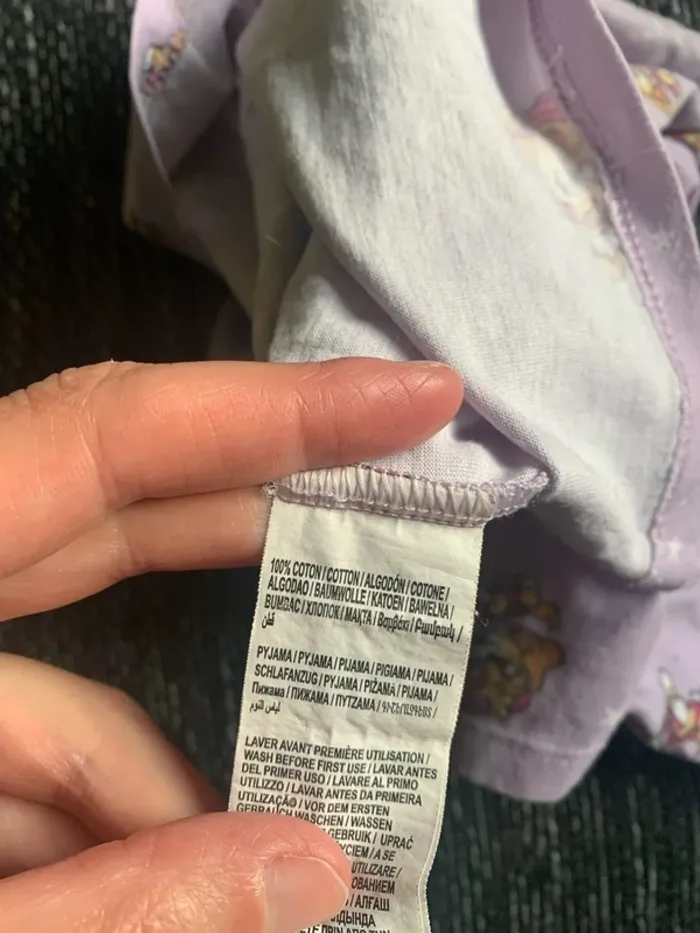 100% COTON / COTTON / ALGODÓN / COTONE /
ALGODAO / BAUMWOLLE / KATOEN / BAWEŁNA /
BUMBAC / ХЛОПОК / МАҚТА / Βαμβάκι / Բամբակ /
قطن
PYJAMA / PYJAMA / PIJAMA / PIGIAMA / PIJAMA /
SCHLAFANZUG / PYJAMA / PIŻAMA / PIJAMA /
Пижама / ПИЖАМА / ΠΥΤΖΑΜΑ / ԳԻՇԵՐԱԶԳԵՍՏ /
لباس النوم
LAVER AVANT PREMIÈRE UTILISATION /
WASH BEFORE FIRST USE / LAVAR ANTES
DEL PRIMER USO / LAVARE AL PRIMO
UTILIZZO / LAVAR ANTES DA PRIMEIRA
UTILIZAÇÃO / VOR DEM ERSTEN
GEBRAUCH WASCHEN / WASSEN
GEBRUIK / UPRAĆ
/ A SE
UTILIZARE /